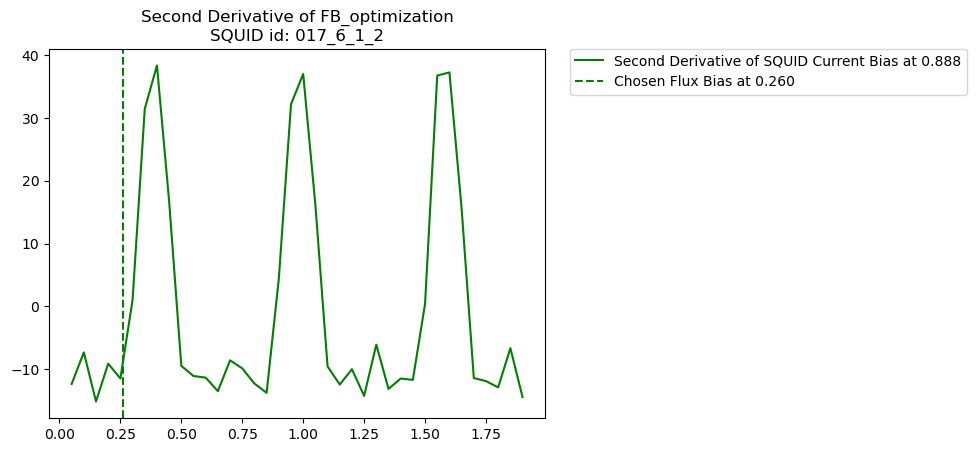 Second Derivative of FB_optimization
SQUID id: 017_6_1_2
40
30
20
10
0
−10
0.00 0.25 0.50 0.75 1.00 1.25 1.50 1.75
Second Derivative of SQUID Current Bias at 0.888
Chosen Flux Bias at 0.260